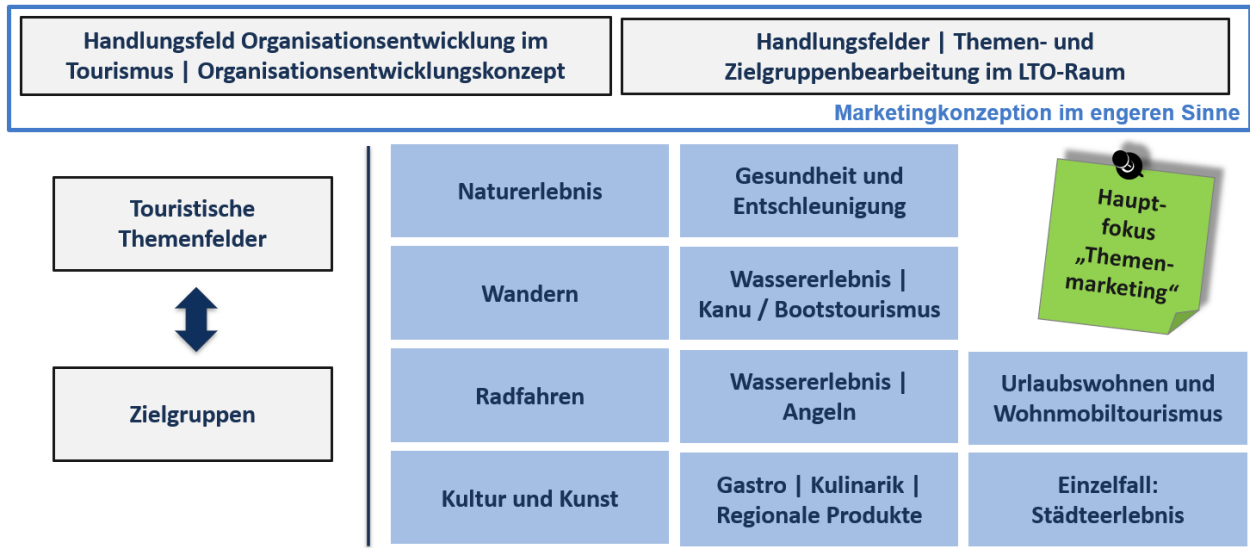 Handlungsfeld Organisationsentwicklung im
Tourismus | Organisationsentwicklungskonzept
Handlungsfelder | Themen- und
Zielgruppenbearbeitung im LTO-Raum
Marketingkonzeption im engeren Sinne
Touristische
Themenfelder
Zielgruppen
Naturerlebnis
Gesundheit und
Entschleunigung
Haupt-
fokus
„Themen-
marketing“
Wandern
Wassererlebnis |
Kanu / Bootstourismus
Radfahren
Wassererlebnis |
Angeln
Urlaubswohnen und
Wohnmobiltourismus
Kultur und Kunst
Gastro | Kulinarik |
Regionale Produkte
Einzelfall:
Städteerlebnis